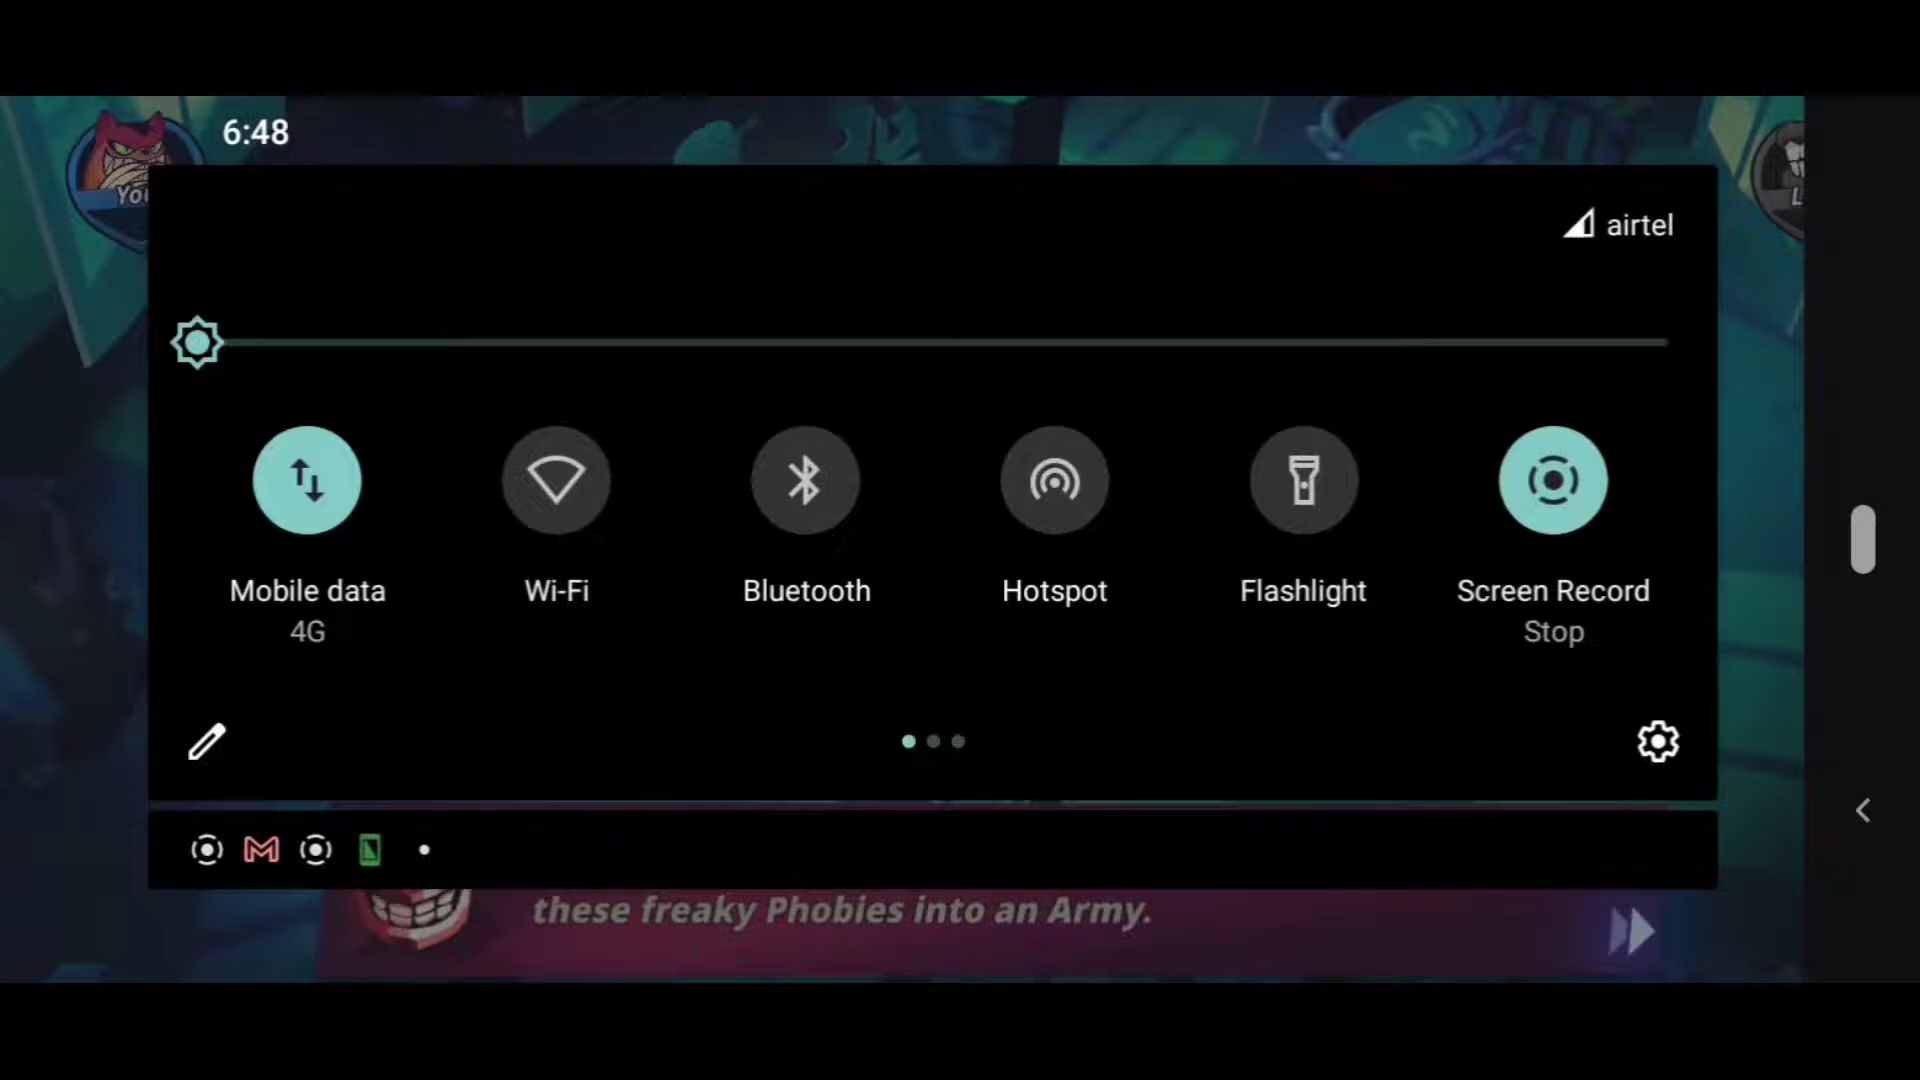 6:48
You
airtel
Mobile data
Wi-Fi
Bluetooth
Hotspot
Flashlight
Screen Record
4G
Stop
these freaky Phobies into an Army.